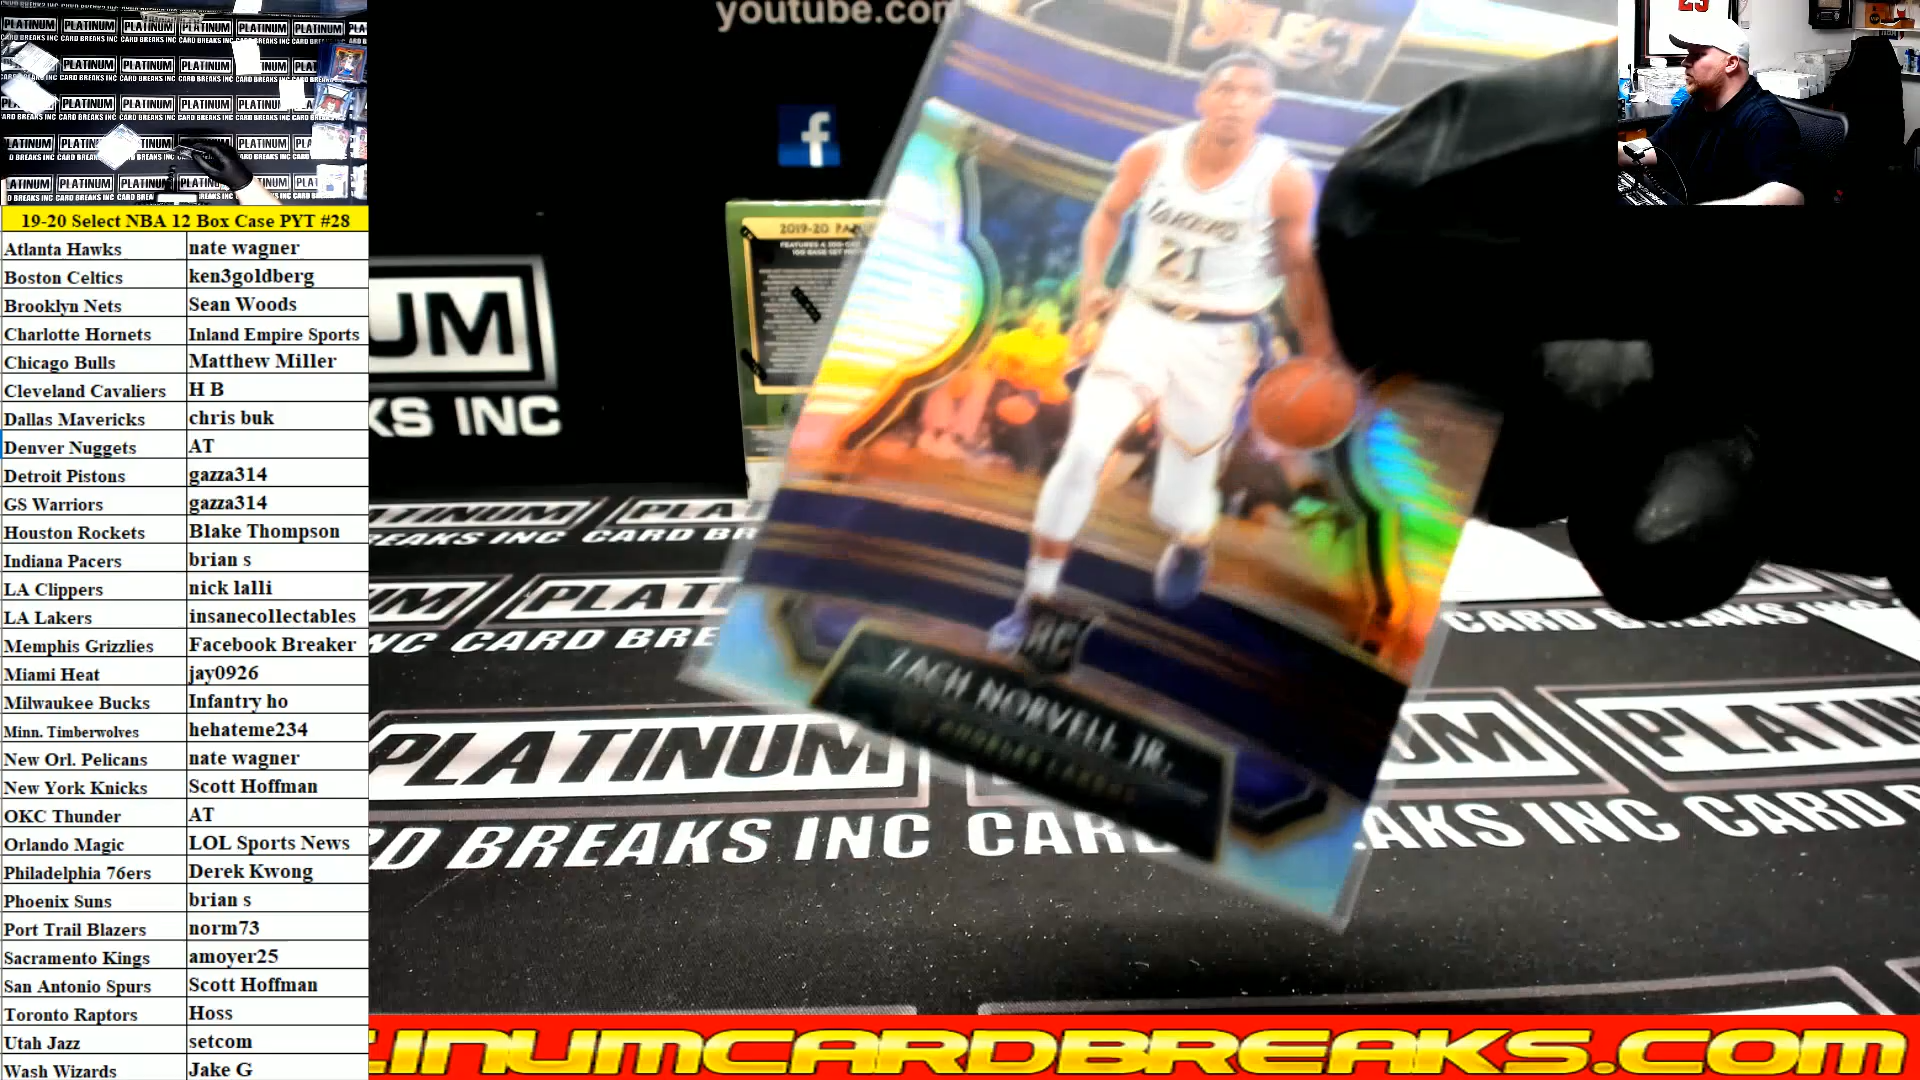 youtube.com
SELECT
LAKERS
21
RC
ZACH NORVELL JR.
LOS ANGELES LAKERS
2019-20
UM
KS INC
PLATINUM
CARD BREAKS INC
19-20 Select NBA 12 Box Case PYT #28
Atlanta Hawks nate wagner
Boston Celtics ken3goldberg
Brooklyn Nets Sean Woods
Charlotte Hornets Inland Empire Sports
Chicago Bulls Matthew Miller
Cleveland Cavaliers H B
Dallas Mavericks chris buk
Denver Nuggets AT
Detroit Pistons gazza314
GS Warriors gazza314
Houston Rockets Blake Thompson
Indiana Pacers brian s
LA Clippers nick lalli
LA Lakers insanecollectables
Memphis Grizzlies Facebook Breaker
Miami Heat jay0926
Milwaukee Bucks Infantry ho
Minn. Timberwolves hehateme234
New Orl. Pelicans nate wagner
New York Knicks Scott Hoffman
OKC Thunder AT
Orlando Magic LOL Sports News
Philadelphia 76ers Derek Kwong
Phoenix Suns brian s
Port Trail Blazers norm73
Sacramento Kings amoyer25
San Antonio Spurs Scott Hoffman
Toronto Raptors Hoss
Utah Jazz setcom
Wash Wizards Jake G
LINUMCARDBREAKS.COM